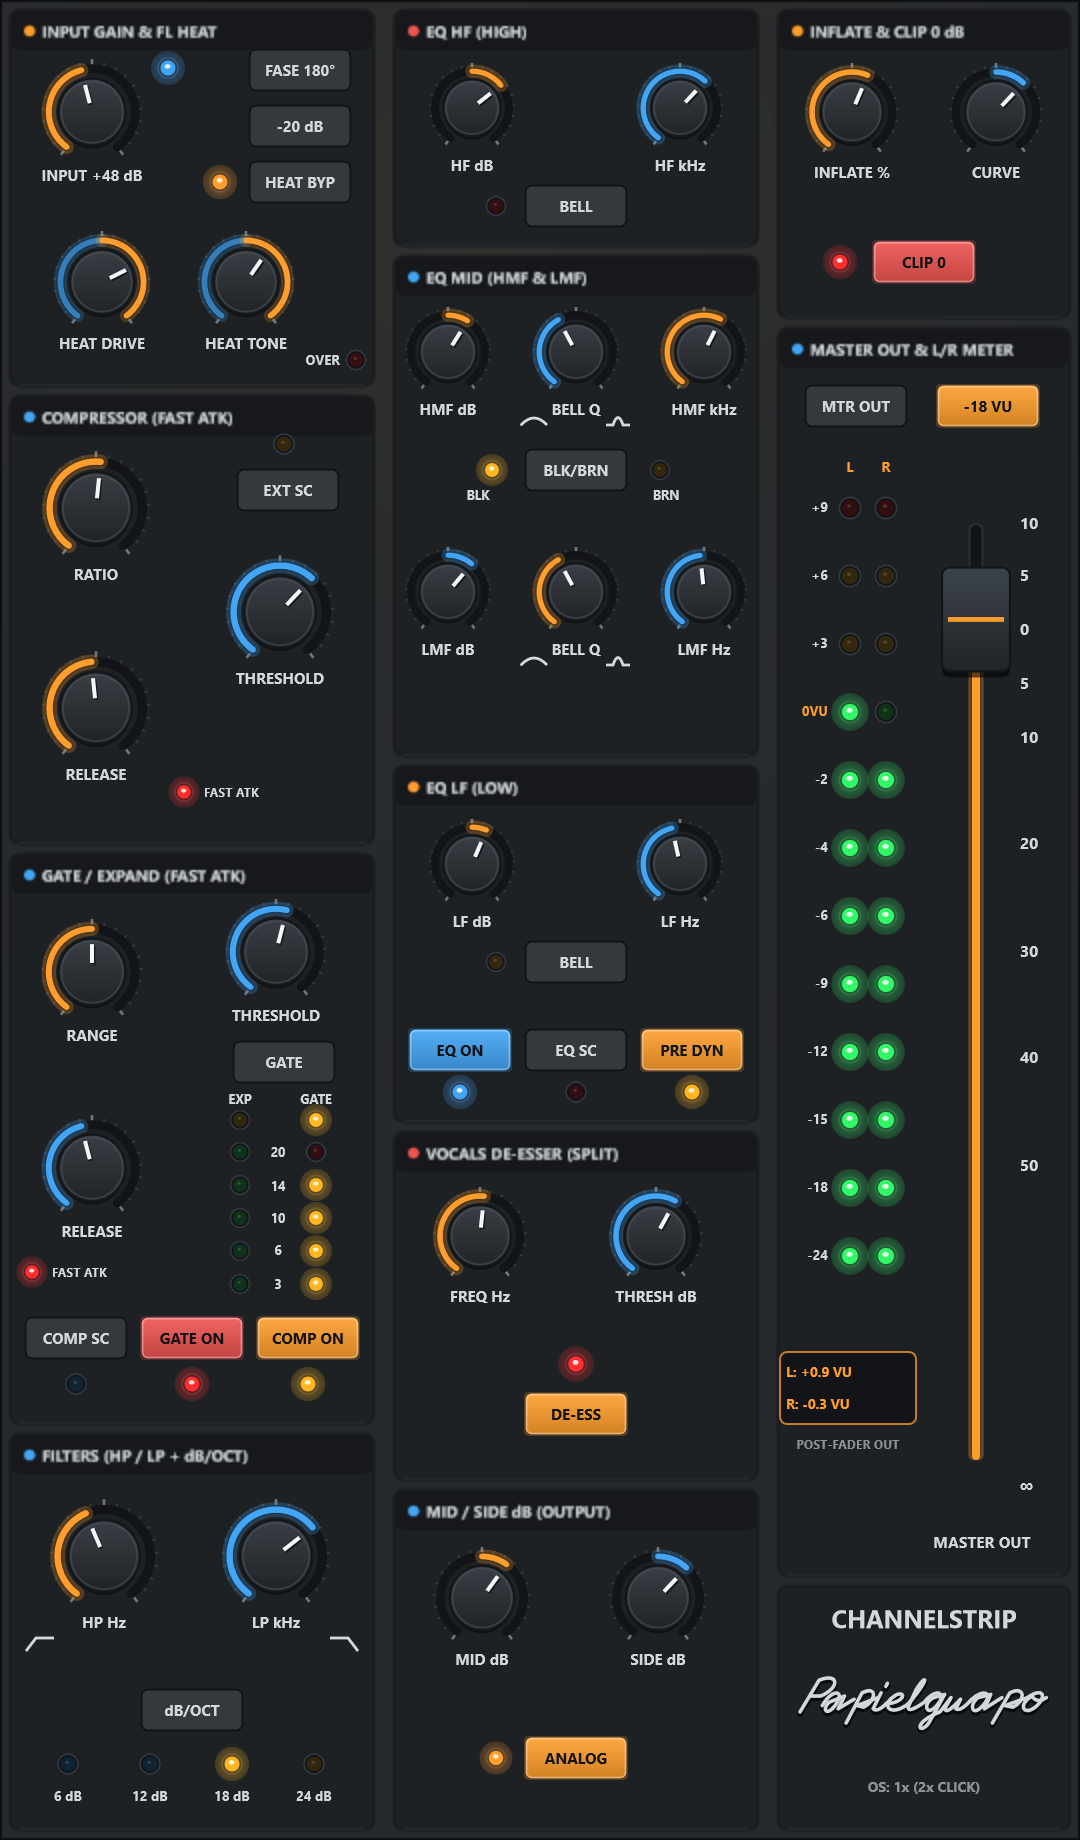 INPUT GAIN & FL HEAT
FASE 180°
-20 dB
INPUT +48 dB
HEAT BYP
HEAT DRIVE
HEAT TONE
OVER
COMPRESSOR (FAST ATK)
EXT SC
RATIO
THRESHOLD
RELEASE
FAST ATK
GATE / EXPAND (FAST ATK)
RANGE
THRESHOLD
GATE
EXP
GATE
20
14
10
6
3
RELEASE
FAST ATK
COMP SC
GATE ON
COMP ON
FILTERS (HP / LP + dB/OCT)
HP Hz
LP kHz
dB/OCT
6 dB
12 dB
18 dB
24 dB
EQ HF (HIGH)
HF dB
HF kHz
BELL
EQ MID (HMF & LMF)
HMF dB
BELL Q
HMF kHz
BLK/BRN
BLK
BRN
LMF dB
BELL Q
LMF Hz
EQ LF (LOW)
LF dB
LF Hz
BELL
EQ ON
EQ SC
PRE DYN
VOCALS DE-ESSER (SPLIT)
FREQ Hz
THRESH dB
DE-ESS
MID / SIDE dB (OUTPUT)
MID dB
SIDE dB
ANALOG
INFLATE & CLIP 0 dB
INFLATE %
CURVE
CLIP 0
MASTER OUT & L/R METER
MTR OUT
-18 VU
L
R
+9
+6
+3
0VU
-2
-4
-6
-9
-12
-15
-18
-24
10
5
0
5
10
20
30
40
50
∞
L: +0.9 VU
R: -0.3 VU
POST-FADER OUT
MASTER OUT
CHANNELSTRIP
Papielguapo
OS: 1x (2x CLICK)